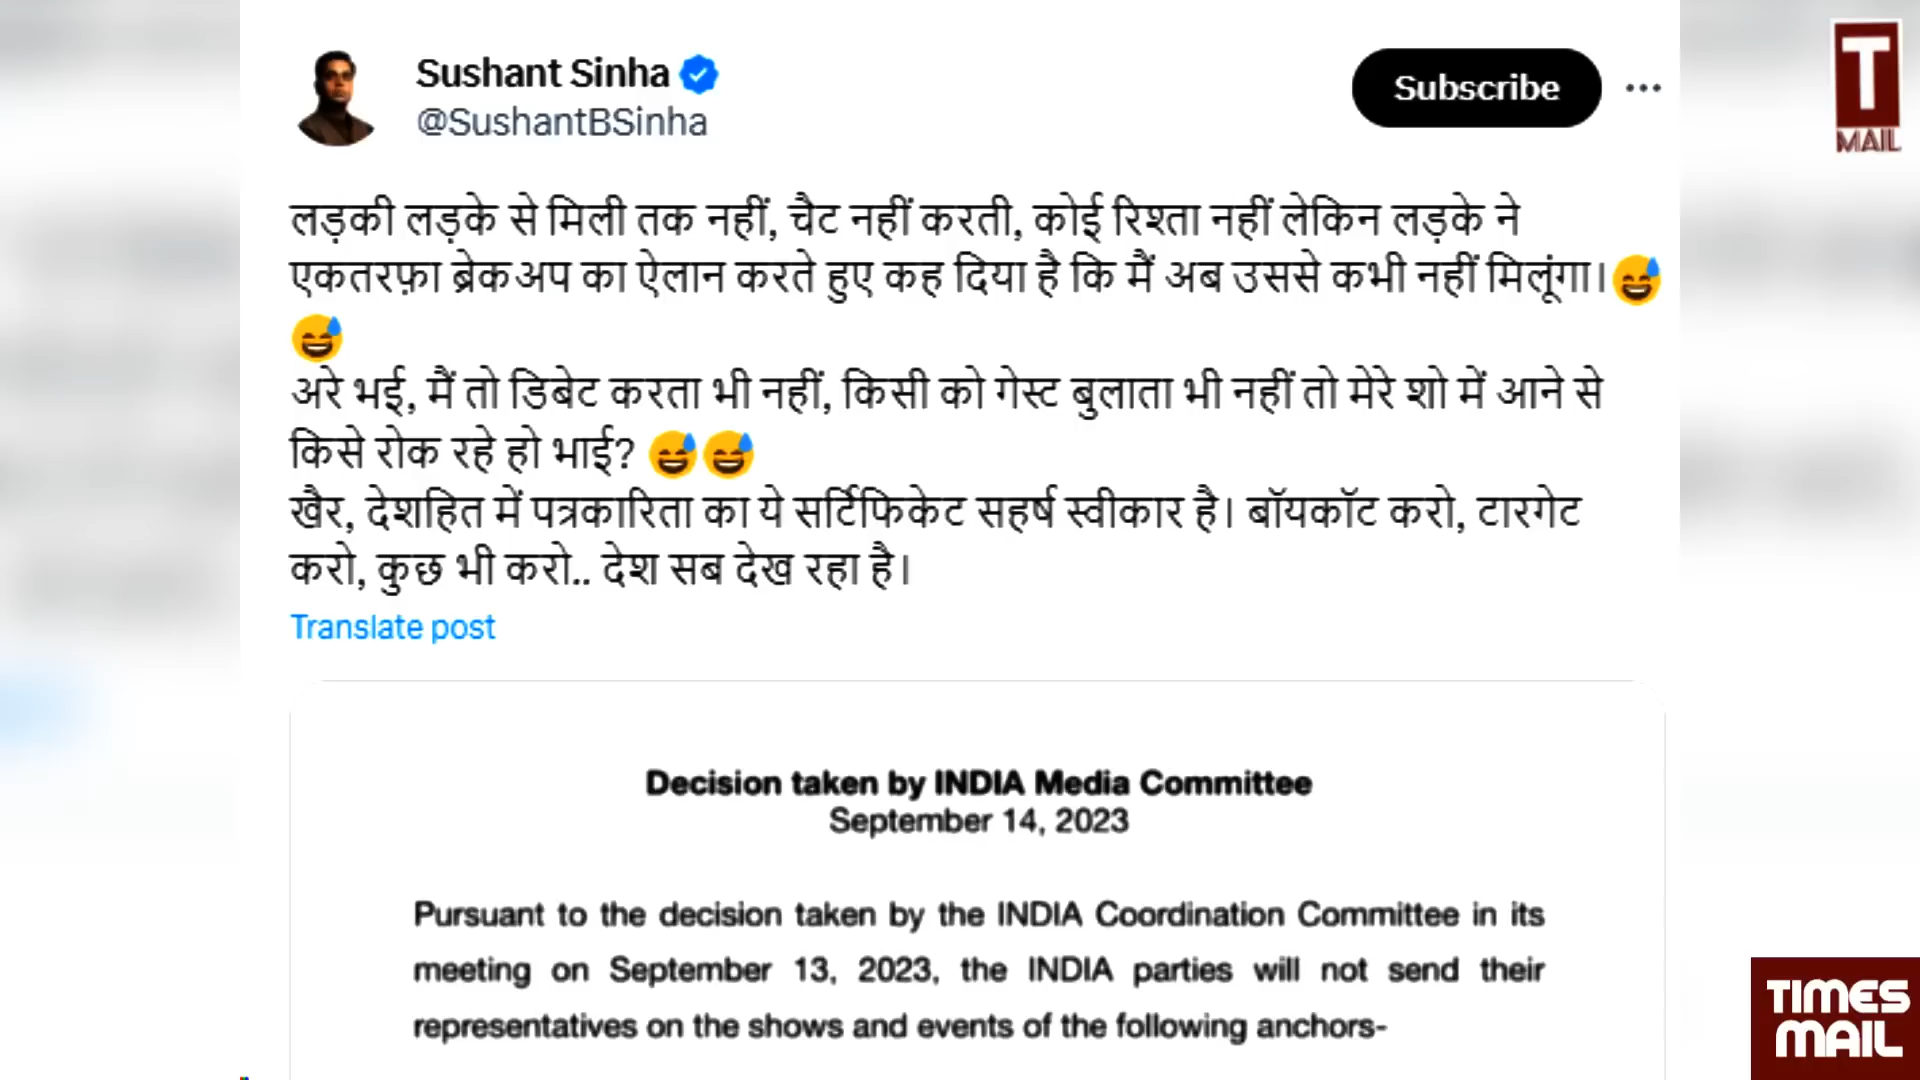 Sushant Sinha
@SushantBSinha
Subscribe
T
MAIL
लड़की लड़के से मिली तक नहीं, चैट नहीं करती, कोई रिश्ता नहीं लेकिन लड़के ने
एकतरफ़ा ब्रेकअप का ऐलान करते हुए कह दिया है कि मैं अब उससे कभी नहीं मिलूंगा।😅
😅
अरे भई, मैं तो डिबेट करता भी नहीं, किसी को गेस्ट बुलाता भी नहीं तो मेरे शो में आने से
किसे रोक रहे हो भाई? 😅😅
खैर, देशहित में पत्रकारिता का ये सर्टिफिकेट सहर्ष स्वीकार है। बॉयकॉट करो, टारगेट
करो, कुछ भी करो.. देश सब देख रहा है।
Translate post
Decision taken by INDIA Media Committee
September 14, 2023
Pursuant to the decision taken by the INDIA Coordination Committee in its
meeting on September 13, 2023, the INDIA parties will not send their
representatives on the shows and events of the following anchors-
TIMES
MAIL